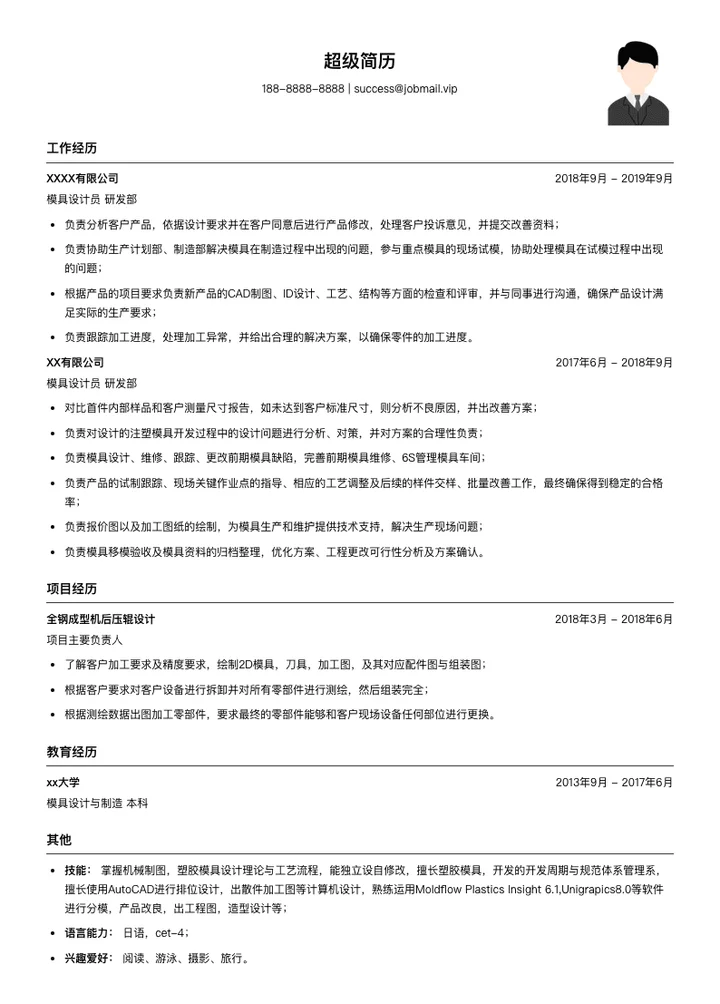 超级简历
188-8888-8888 | success@jobmail.vip
工作经历
XXXX有限公司 2018年9月 – 2019年9月
模具设计员 研发部
• 负责分析客户产品，依据设计要求并在客户同意后进行产品修改，处理客户投诉意见，并提交改善资料；
• 负责协助生产计划部、制造部解决模具在制造过程中出现的问题，参与重点模具的现场试模，协助处理模具在试模过程中出现
的问题；
• 根据产品的项目要求负责新产品的CAD制图、ID设计、工艺、结构等方面的检查和评审，并与同事进行沟通，确保产品设计满
足实际的生产要求；
• 负责跟踪加工进度，处理加工异常，并给出合理的解决方案，以确保零件的加工进度。
XX有限公司 2017年6月 – 2018年9月
模具设计员 研发部
• 对比首件内部样品和客户测量尺寸报告，如未达到客户标准尺寸，则分析不良原因，并出改善方案；
• 负责对设计的注塑模具开发过程中的设计问题进行分析、对策，并对方案的合理性负责；
• 负责模具设计、维修、跟踪、更改前期模具缺陷，完善前期模具维修、6S管理模具车间；
• 负责产品的试制跟踪、现场关键作业点的指导、相应的工艺调整及后续的样件交样、批量改善工作，最终确保得到稳定的合格
率；
• 负责报价图以及加工图纸的绘制，为模具生产和维护提供技术支持，解决生产现场问题；
• 负责模具移模验收及模具资料的归档整理，优化方案、工程更改可行性分析及方案确认。
项目经历
全钢成型机后压辊设计 2018年3月 – 2018年6月
项目主要负责人
• 了解客户加工要求及精度要求，绘制2D模具，刀具，加工图，及其对应配件图与组装图；
• 根据客户要求对客户设备进行拆卸并对所有零部件进行测绘，然后组装完全；
• 根据测绘数据出图加工零部件，要求最终的零部件能够和客户现场设备任何部位进行更换。
教育经历
xx大学 2013年9月 – 2017年6月
模具设计与制造 本科
其他
• 技能： 掌握机械制图，塑胶模具设计理论与工艺流程，能独立设自修改，擅长塑胶模具，开发的开发周期与规范体系管理系，
擅长使用AutoCAD进行排位设计，出散件加工图等计算机设计，熟练运用Moldflow Plastics Insight 6.1,Unigrapics8.0等软件
进行分模，产品改良，出工程图，造型设计等；
• 语言能力： 日语，cet-4；
• 兴趣爱好： 阅读、游泳、摄影、旅行。